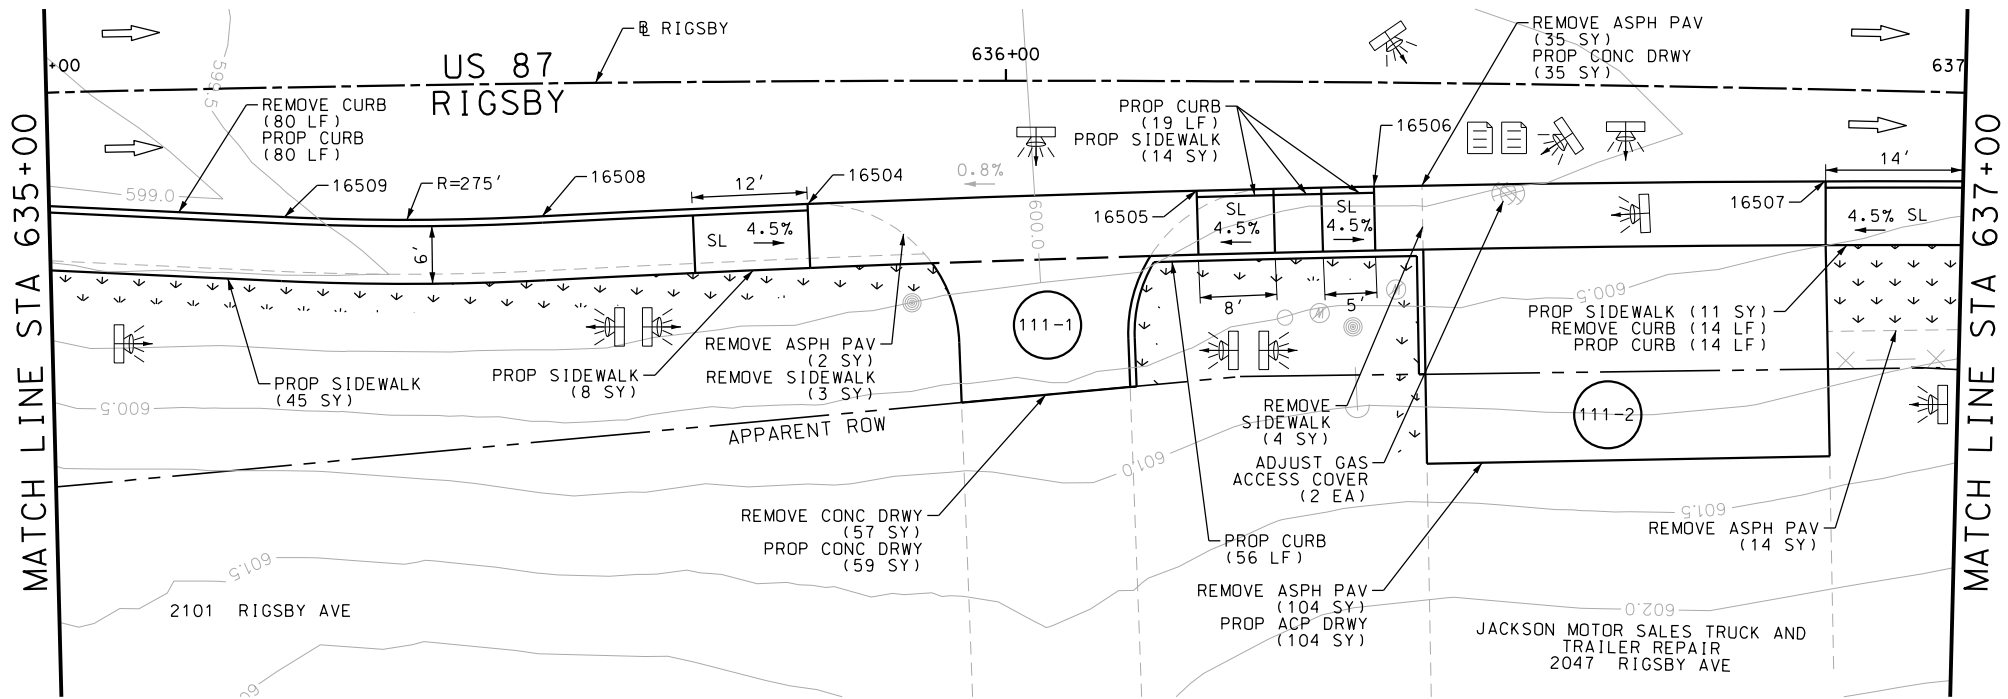 +00
US 87
RIGSBY
℄ RIGSBY
636+00
637
MATCH LINE STA 635+00
MATCH LINE STA 637+00
599.5
REMOVE CURB
(80 LF)
PROP CURB
(80 LF)
599.0
16509
R=275'
16508
12'
16504
0.8%
600.0
PROP CURB
(19 LF)
PROP SIDEWALK
(14 SY)
16506
REMOVE ASPH PAV
(35 SY)
PROP CONC DRWY
(35 SY)
14'
16505
16507
SL 4.5%
SL
4.5%
SL
4.5%
4.5% SL
6'
8'
5'
600.5
PROP SIDEWALK (11 SY)
REMOVE CURB (14 LF)
PROP CURB (14 LF)
111-1
REMOVE ASPH PAV
(2 SY)
REMOVE SIDEWALK
(3 SY)
PROP SIDEWALK
(8 SY)
PROP SIDEWALK
(45 SY)
600.5
APPARENT ROW
REMOVE
SIDEWALK
(4 SY)
111-2
601.0
ADJUST GAS
ACCESS COVER
(2 EA)
601.5
REMOVE CONC DRWY
(57 SY)
PROP CONC DRWY
(59 SY)
PROP CURB
(56 LF)
REMOVE ASPH PAV
(14 SY)
601.5
REMOVE ASPH PAV
(104 SY)
PROP ACP DRWY
(104 SY)
2101 RIGSBY AVE
602.0
JACKSON MOTOR SALES TRUCK AND
TRAILER REPAIR
2047 RIGSBY AVE